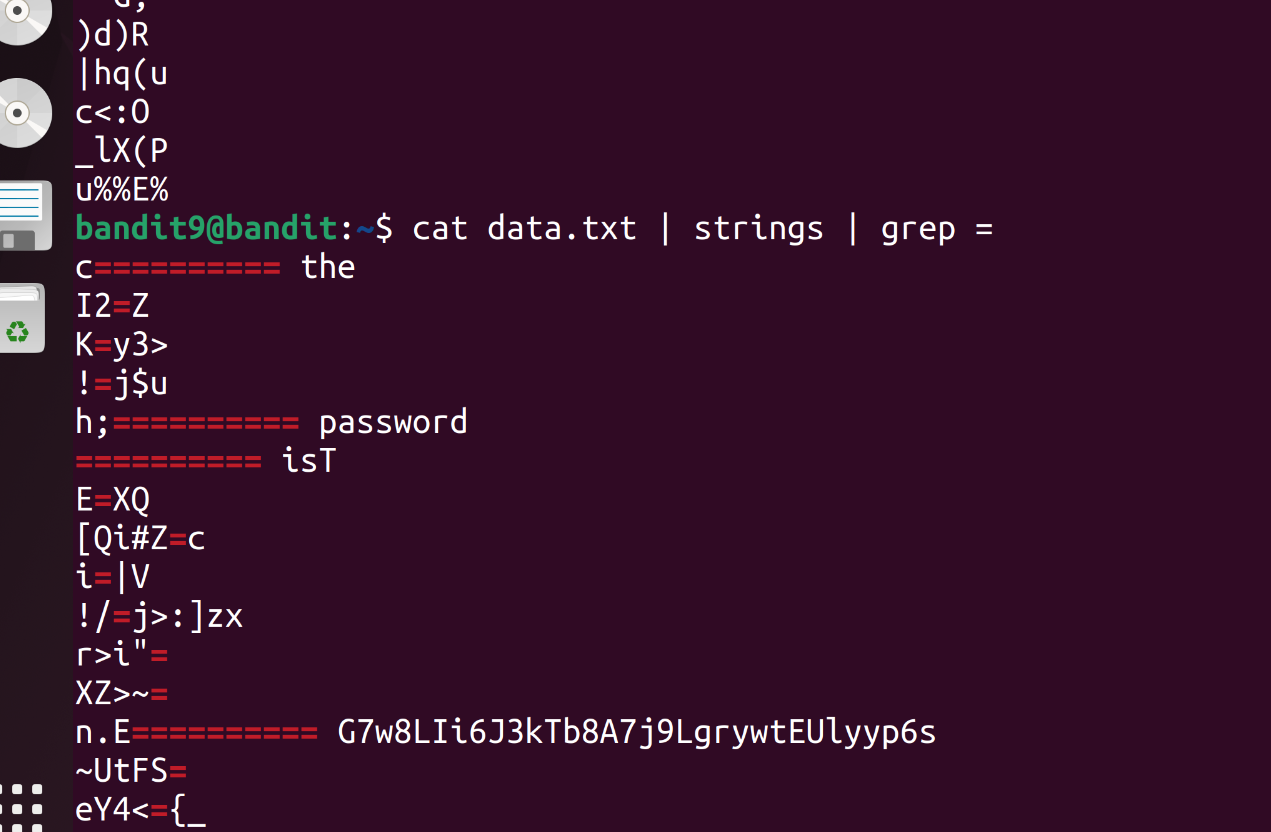 )d)R
|hq(u
c<:O
_lX(P
u%%E%
bandit9@bandit:~$ cat data.txt | strings | grep =
c========== the
I2=Z
K=y3>
!=j$u
h;========== password
========== isT
E=XQ
[Qi#Z=c
i=|V
!/=j>:]zx
r>i"=
XZ>~=
n.E========== G7w8LIi6J3kTb8A7j9LgrywtEUlyyp6s
~UtFS=
eY4<={_